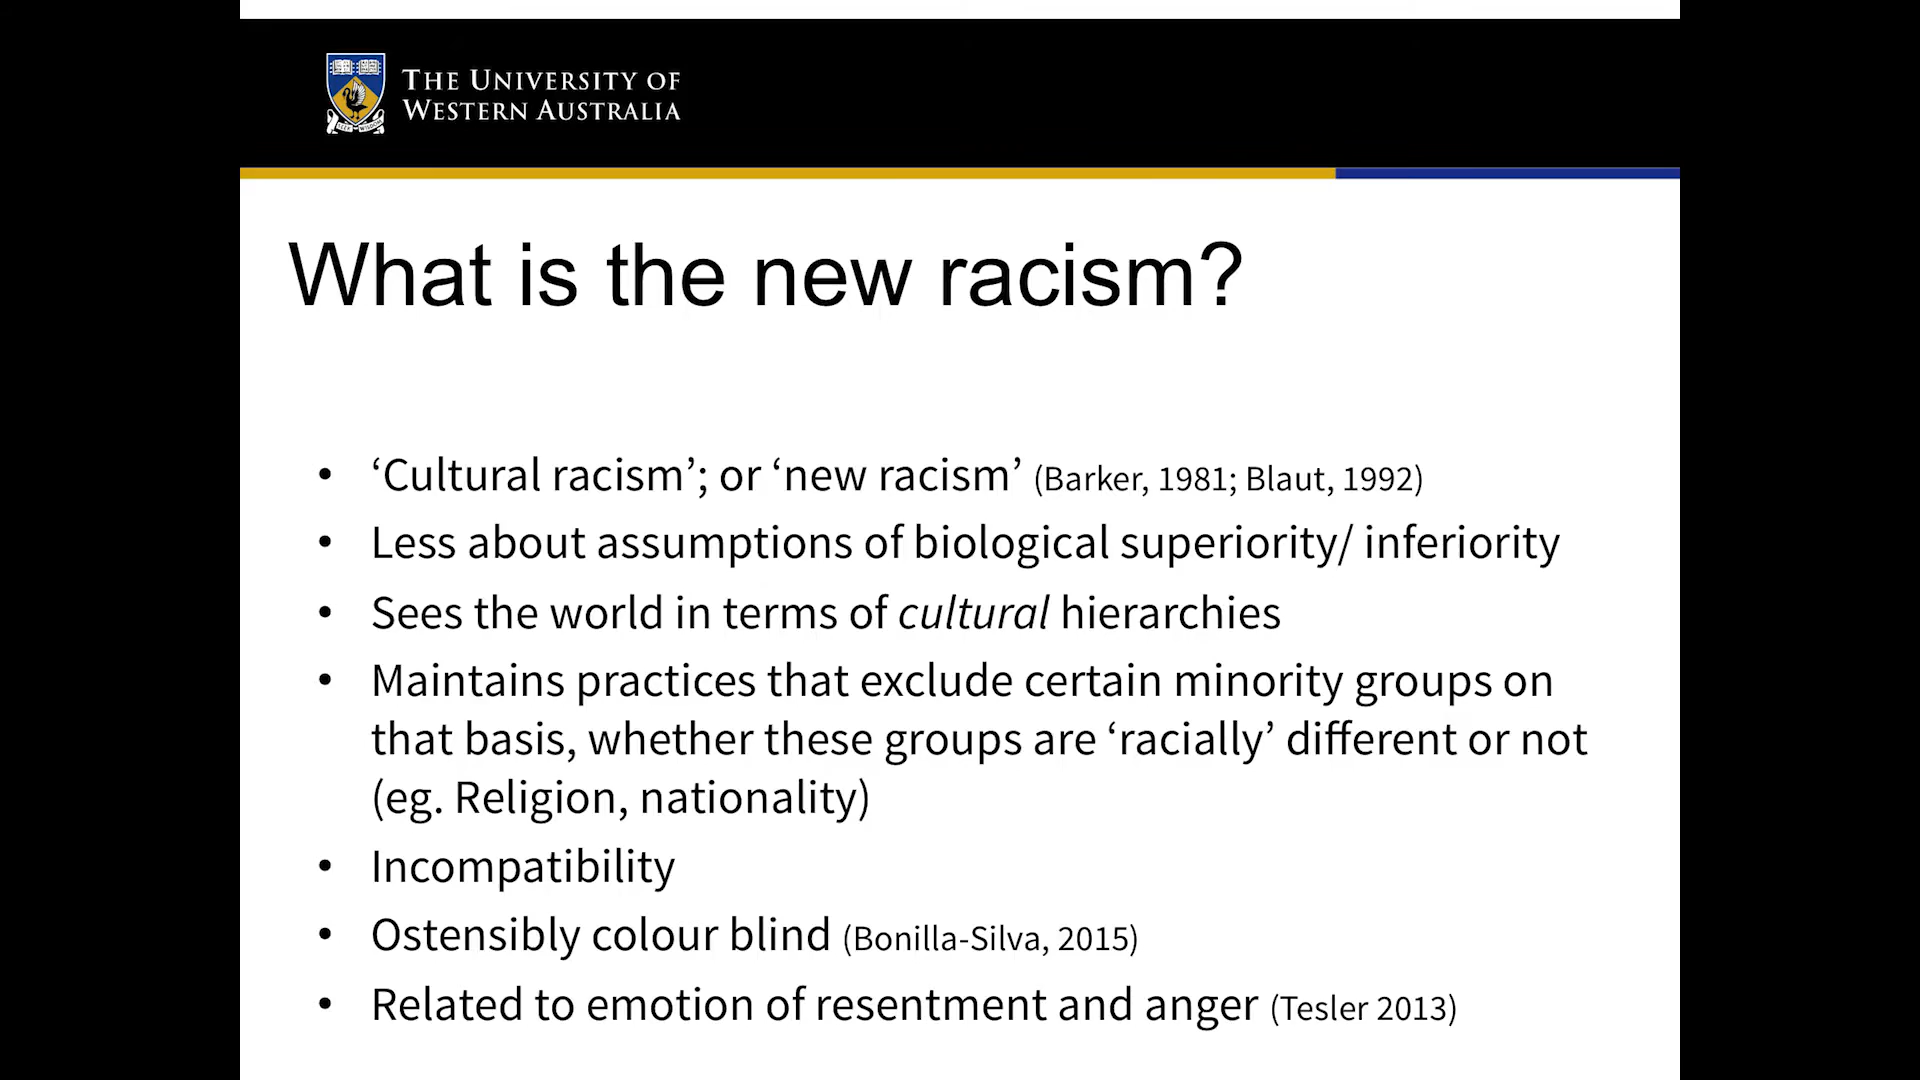 THE UNIVERSITY OF
WESTERN AUSTRALIA
SEEK WISDOM
What is the new racism?
• ‘Cultural racism’; or ‘new racism’ (Barker, 1981; Blaut, 1992)
• Less about assumptions of biological superiority/ inferiority
• Sees the world in terms of cultural hierarchies
• Maintains practices that exclude certain minority groups on
that basis, whether these groups are ‘racially’ different or not
(eg. Religion, nationality)
• Incompatibility
• Ostensibly colour blind (Bonilla-Silva, 2015)
• Related to emotion of resentment and anger (Tesler 2013)